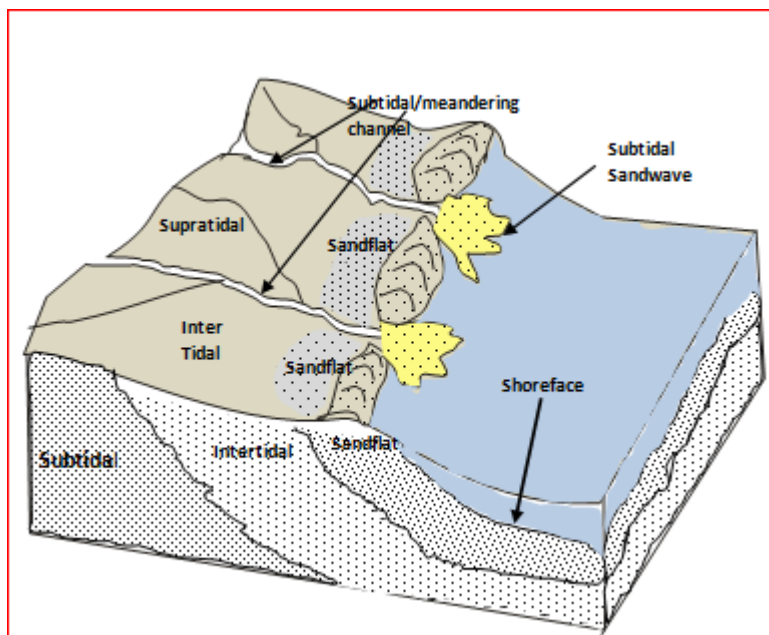 Subtidal/meandering
channel
Subtidal
Sandwave
Supratidal
Sandflat
Inter
Tidal
Sandflat
Shoreface
Sandflat
Intertidal
Subtidal